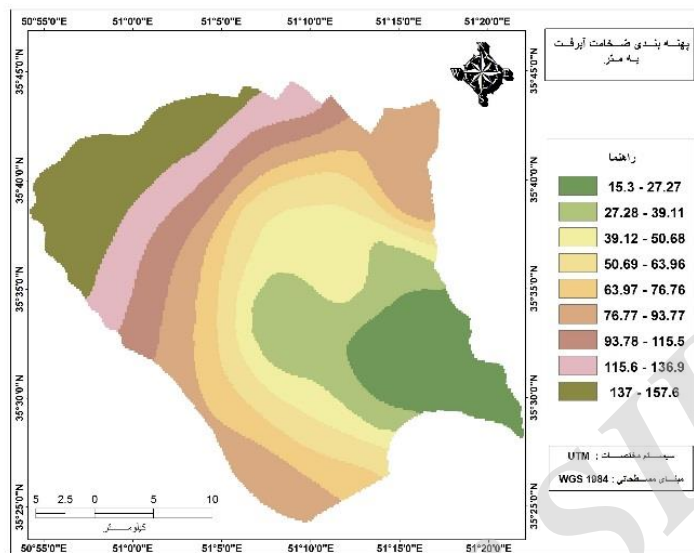 50°55'0"E 51°0'0"E 51°5'0"E 51°10'0"E 51°15'0"E 51°20'0"E
پهنه بندی ضخامت آبرفت
به متر
35°45'0"N
35°40'0"N
35°35'0"N
35°30'0"N
35°25'0"N
35°45'0"N
35°40'0"N
35°35'0"N
35°30'0"N
35°25'0"N
راهنما
15.3 - 27.27
27.28 - 39.11
39.12 - 50.68
50.69 - 63.96
63.97 - 76.76
76.77 - 93.77
93.78 - 115.5
115.6 - 136.9
137 - 157.6
سیستم مختصات : UTM
مبنای مسطحاتی : WGS 1984
5 2.5 0 5 10
کیلومتر
50°55'0"E 51°0'0"E 51°5'0"E 51°10'0"E 51°15'0"E 51°20'0"E
SID